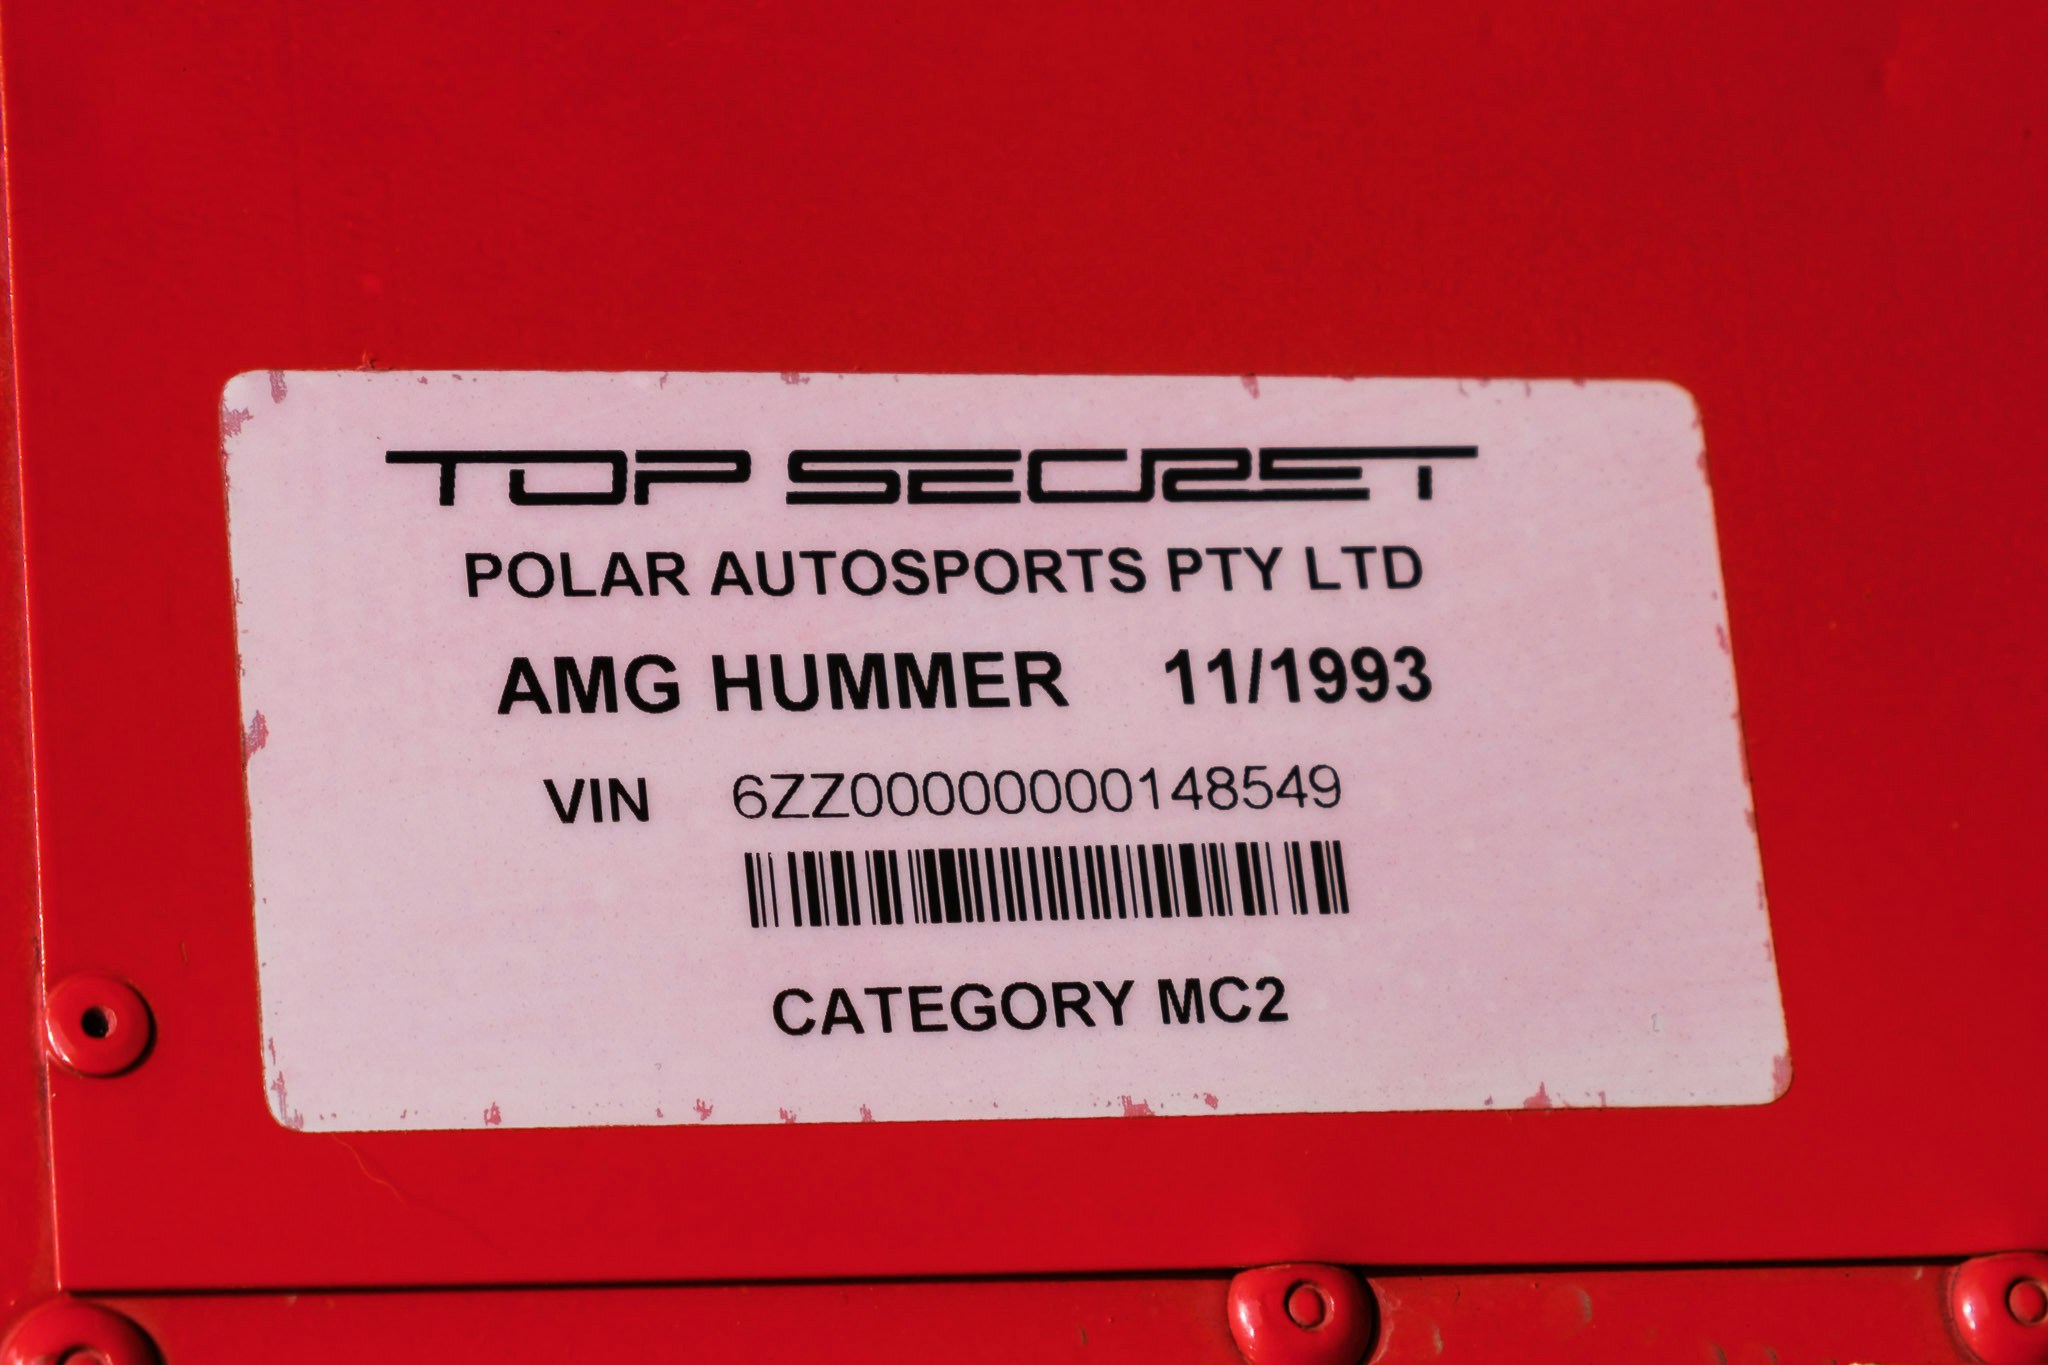 TOP SECRET
POLAR AUTOSPORTS PTY LTD
AMG HUMMER 11/1993
VIN 6ZZ00000000148549
CATEGORY MC2